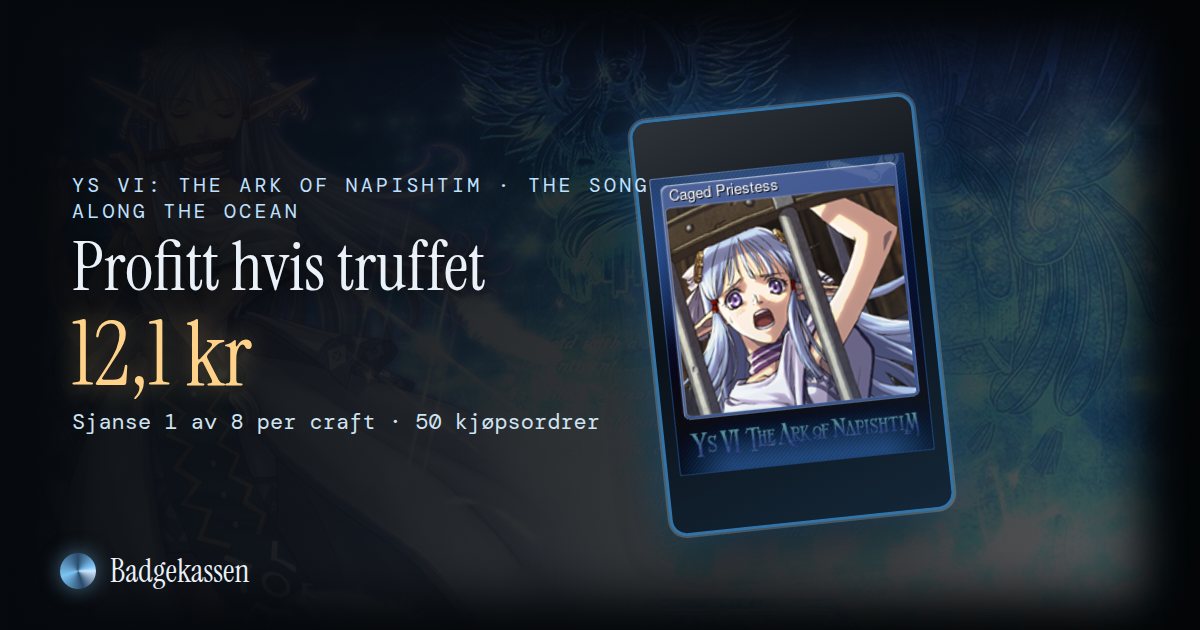 YS VI: THE ARK OF NAPISHTIM · THE SONG
ALONG THE OCEAN
Profitt hvis truffet
12,1 kr
Sjanse 1 av 8 per craft · 50 kjøpsordrer
Caged Priestess
YS VI THE ARK OF NAPISHTIM
Badgekassen